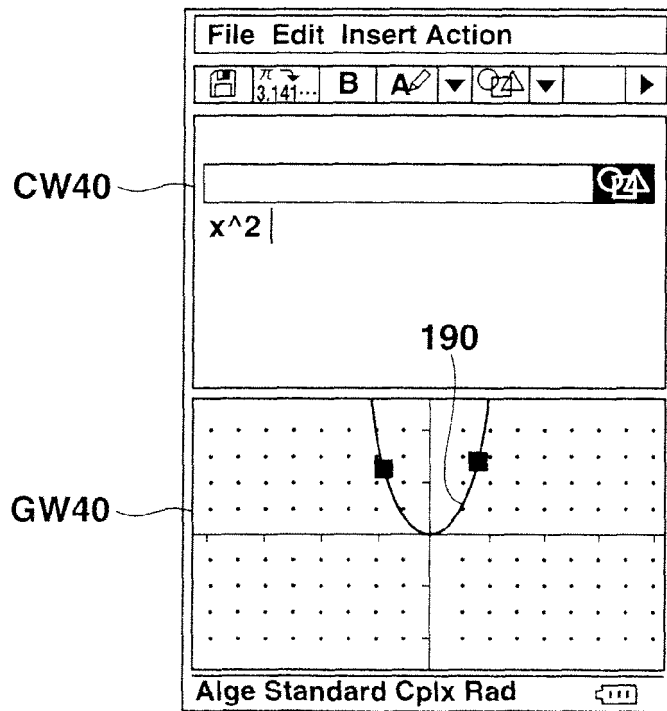 File Edit Insert Action
π 3.141... B A
CW40
x^2
190
GW40
Alge Standard Cplx Rad